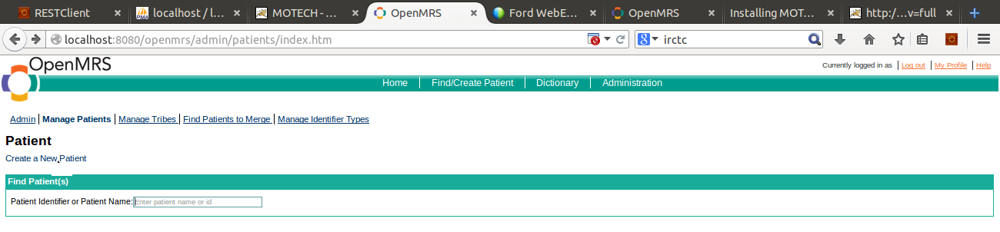 RESTClient
localhost / l...
MOTECH - ...
OpenMRS
Ford WebE...
OpenMRS
Installing MOT...
http:/...v=full
localhost:8080/openmrs/admin/patients/index.htm
irctc
OpenMRS
Currently logged in as | Log out | My Profile | Help
Home | Find/Create Patient | Dictionary | Administration
Admin | Manage Patients | Manage Tribes | Find Patients to Merge | Manage Identifier Types
Patient
Create a New Patient
Find Patient(s)
Patient Identifier or Patient Name: Enter patient name or id